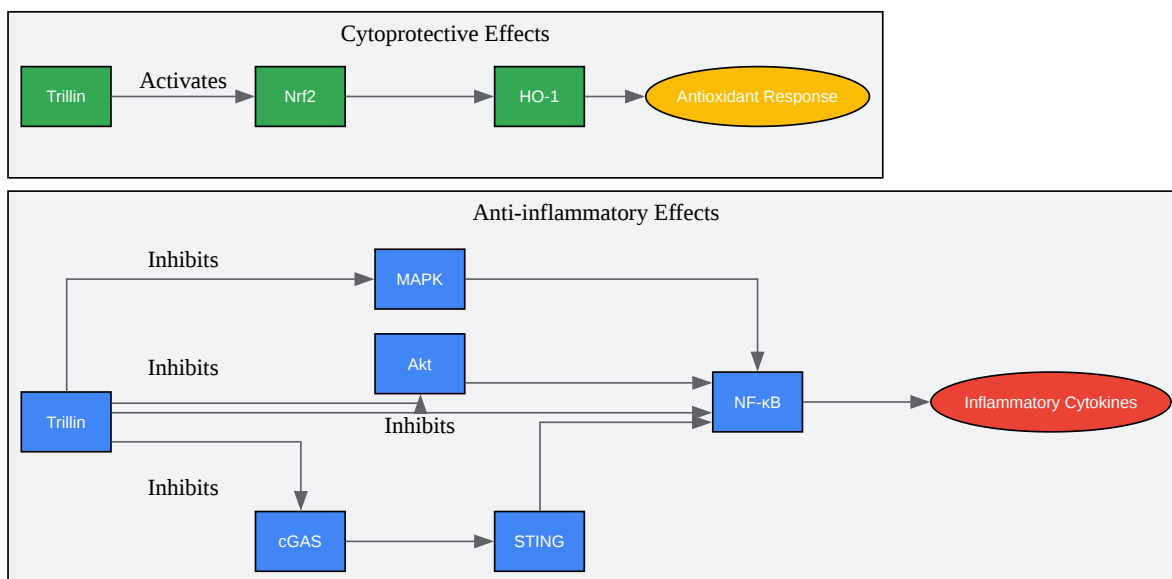 Cytoprotective Effects
Trillin
Activates
Nrf2
HO-1
Antioxidant Response
Anti-inflammatory Effects
Inhibits
MAPK
Inhibits
Akt
Trillin
Inhibits
NF-κB
Inflammatory Cytokines
Inhibits
cGAS
STING